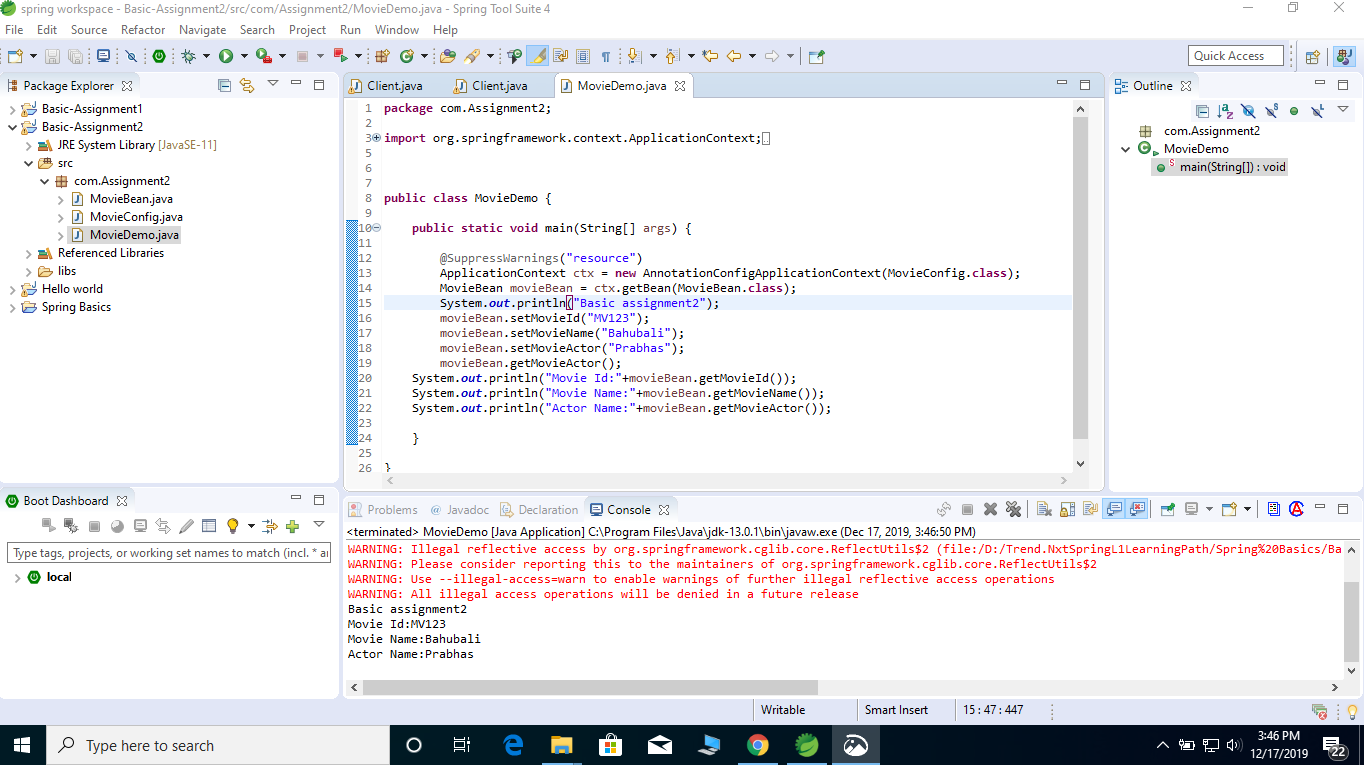 spring workspace - Basic-Assignment2/src/com/Assignment2/MovieDemo.java - Spring Tool Suite 4
File Edit Source Refactor Navigate Search Project Run Window Help
Quick Access
Package Explorer
Basic-Assignment1
Basic-Assignment2
JRE System Library [JavaSE-11]
src
com.Assignment2
MovieBean.java
MovieConfig.java
MovieDemo.java
Referenced Libraries
libs
Hello world
Spring Basics
Client.java Client.java MovieDemo.java
1 package com.Assignment2;
2
3 import org.springframework.context.ApplicationContext;
5
6
7
8 public class MovieDemo {
9
10 public static void main(String[] args) {
11
12 @SuppressWarnings("resource")
13 ApplicationContext ctx = new AnnotationConfigApplicationContext(MovieConfig.class);
14 MovieBean movieBean = ctx.getBean(MovieBean.class);
15 System.out.println("Basic assignment2");
16 movieBean.setMovieId("MV123");
17 movieBean.setMovieName("Bahubali");
18 movieBean.setMovieActor("Prabhas");
19 movieBean.getMovieActor();
20 System.out.println("Movie Id:"+movieBean.getMovieId());
21 System.out.println("Movie Name:"+movieBean.getMovieName());
22 System.out.println("Actor Name:"+movieBean.getMovieActor());
23
24 }
25
26 }
Outline
com.Assignment2
MovieDemo
main(String[]) : void
Boot Dashboard
Type tags, projects, or working set names to match (incl. * a
local
Problems Javadoc Declaration Console
<terminated> MovieDemo [Java Application] C:\Program Files\Java\jdk-13.0.1\bin\javaw.exe (Dec 17, 2019, 3:46:50 PM)
WARNING: Illegal reflective access by org.springframework.cglib.core.ReflectUtils$2 (file:/D:/Trend.NxtSpringL1LearningPath/Spring%20Basics/Ba
WARNING: Please consider reporting this to the maintainers of org.springframework.cglib.core.ReflectUtils$2
WARNING: Use --illegal-access=warn to enable warnings of further illegal reflective access operations
WARNING: All illegal access operations will be denied in a future release
Basic assignment2
Movie Id:MV123
Movie Name:Bahubali
Actor Name:Prabhas
Writable Smart Insert 15 : 47 : 447
Type here to search
3:46 PM
12/17/2019
22